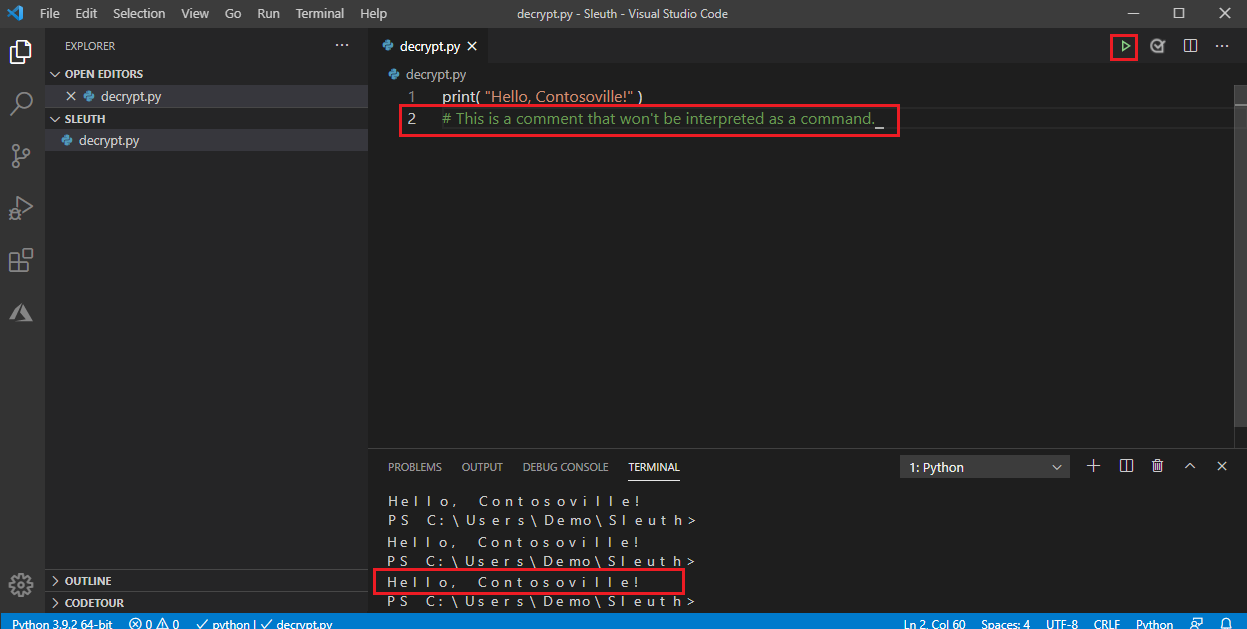 File Edit Selection View Go Run Terminal Help decrypt.py - Sleuth - Visual Studio Code
EXPLORER
OPEN EDITORS
decrypt.py
SLEUTH
decrypt.py
OUTLINE
CODETOUR
decrypt.py
decrypt.py
1 print( "Hello, Contosoville!" )
2 # This is a comment that won't be interpreted as a command._
PROBLEMS OUTPUT DEBUG CONSOLE TERMINAL 1: Python
Hello, Contosoville!
PS C:\Users\Demo\Sleuth>
Hello, Contosoville!
PS C:\Users\Demo\Sleuth>
Hello, Contosoville!
PS C:\Users\Demo\Sleuth>
Python 3.9.2 64-bit 0 0 python | decrypt.py Ln 2, Col 60 Spaces: 4 UTF-8 CRLF Python